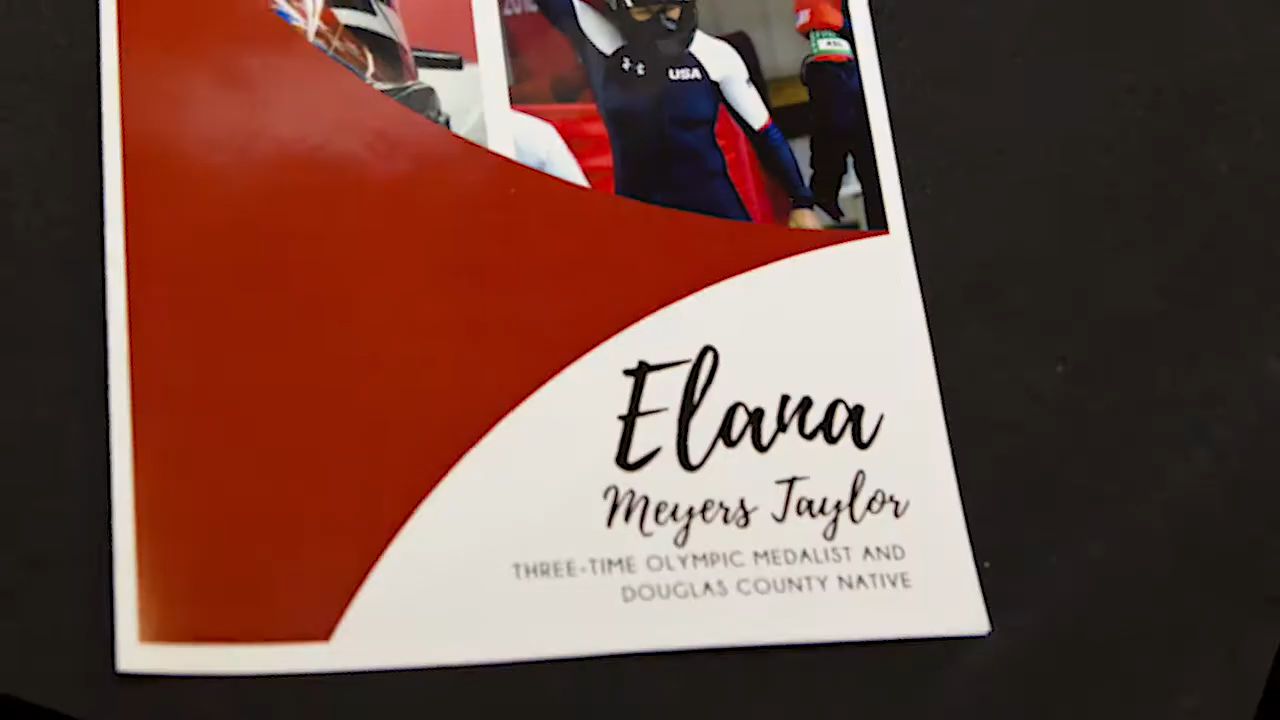 USA
Elana
Meyers Taylor
THREE-TIME OLYMPIC MEDALIST AND
DOUGLAS COUNTY NATIVE